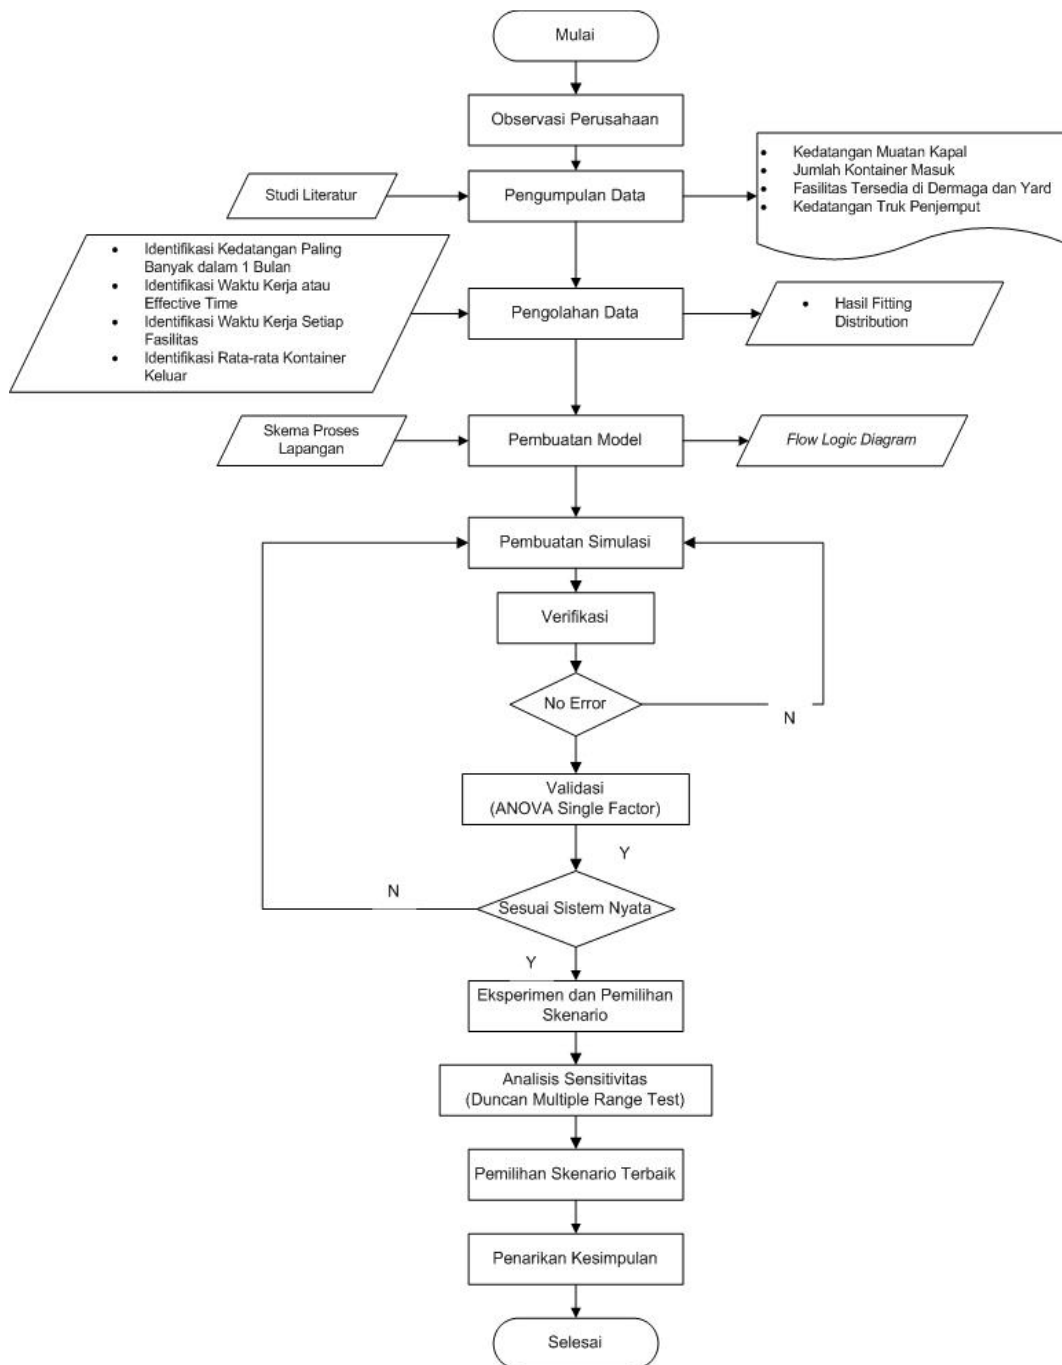 Mulai
Observasi Perusahaan
Studi Literatur
Pengumpulan Data
• Kedatangan Muatan Kapal
• Jumlah Kontainer Masuk
• Fasilitas Tersedia di Dermaga dan Yard
• Kedatangan Truk Penjemput
• Identifikasi Kedatangan Paling
Banyak dalam 1 Bulan
• Identifikasi Waktu Kerja atau
Effective Time
• Identifikasi Waktu Kerja Setiap
Fasilitas
• Identifikasi Rata-rata Kontainer
Keluar
Pengolahan Data
• Hasil Fitting
Distribution
Skema Proses
Lapangan
Pembuatan Model
Flow Logic Diagram
Pembuatan Simulasi
Verifikasi
No Error
N
Validasi
(ANOVA Single Factor)
Y
N
Sesuai Sistem Nyata
Y
Eksperimen dan Pemilihan
Skenario
Analisis Sensitivitas
(Duncan Multiple Range Test)
Pemilihan Skenario Terbaik
Penarikan Kesimpulan
Selesai